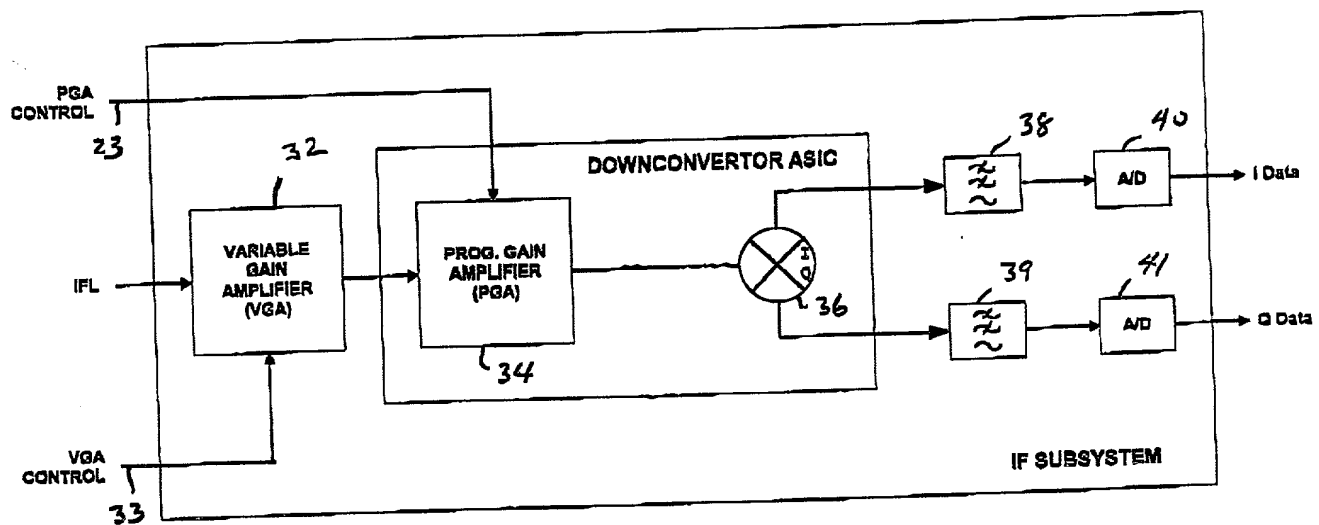 PGA
CONTROL
23
32
DOWNCONVERTOR ASIC
38
40
A/D
I Data
VARIABLE
GAIN
AMPLIFIER
(VGA)
PROG. GAIN
AMPLIFIER
(PGA)
IFL
I
Q
36
34
39
41
A/D
Q Data
VGA
CONTROL
33
IF SUBSYSTEM